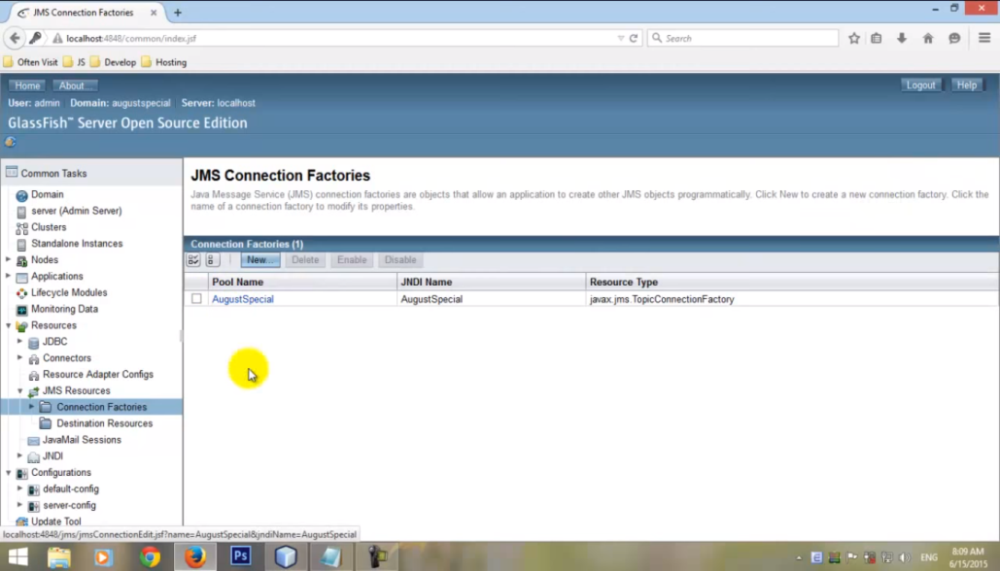 JMS Connection Factories
localhost:4848/common/index.jsf
Search
Often Visit JS Develop Hosting
Home About...
Logout Help
User: admin Domain: augustspecial Server: localhost
GlassFish™ Server Open Source Edition
Common Tasks
Domain
server (Admin Server)
Clusters
Standalone Instances
Nodes
Applications
Lifecycle Modules
Monitoring Data
Resources
JDBC
Connectors
Resource Adapter Configs
JMS Resources
Connection Factories
Destination Resources
JavaMail Sessions
JNDI
Configurations
default-config
server-config
Update Tool
JMS Connection Factories
Java Message Service (JMS) connection factories are objects that allow an application to create other JMS objects programmatically. Click New to create a new connection factory. Click the
name of a connection factory to modify its properties.
Connection Factories (1)
New... Delete Enable Disable
Pool Name JNDI Name Resource Type
AugustSpecial AugustSpecial javax.jms.TopicConnectionFactory
localhost:4848/jms/jmsConnectionEdit.jsf?name=AugustSpecial&jndiName=AugustSpecial
Ps
ENG
8:09 AM
6/15/2015